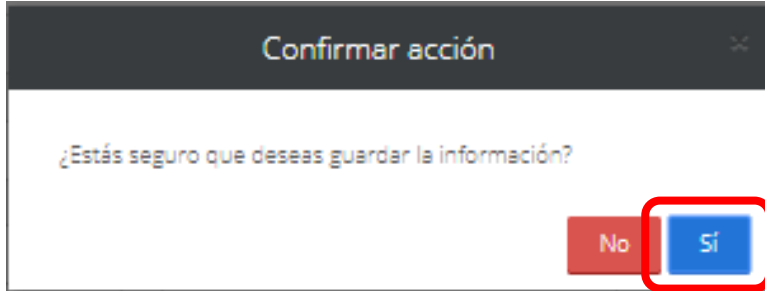 Confirmar acción
¿Estás seguro que deseas guardar la información?
No
Sí